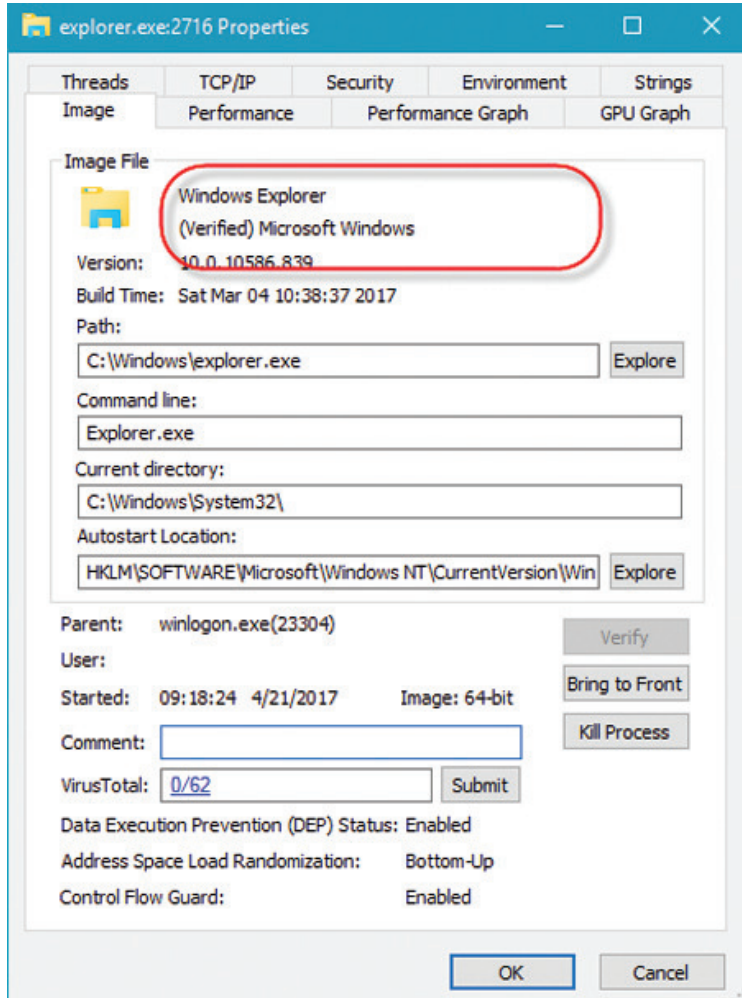 explorer.exe:2716 Properties
Threads TCP/IP Security Environment Strings
Image Performance Performance Graph GPU Graph
Image File
Windows Explorer
(Verified) Microsoft Windows
Version: 10.0.10586.839
Build Time: Sat Mar 04 10:38:37 2017
Path:
C:\Windows\explorer.exe Explore
Command line:
Explorer.exe
Current directory:
C:\Windows\System32\
Autostart Location:
HKLM\SOFTWARE\Microsoft\Windows NT\CurrentVersion\Win Explore
Parent: winlogon.exe(23304)
Verify
User:
Bring to Front
Started: 09:18:24 4/21/2017 Image: 64-bit
Kill Process
Comment:
VirusTotal: 0/62 Submit
Data Execution Prevention (DEP) Status: Enabled
Address Space Load Randomization: Bottom-Up
Control Flow Guard: Enabled
OK Cancel